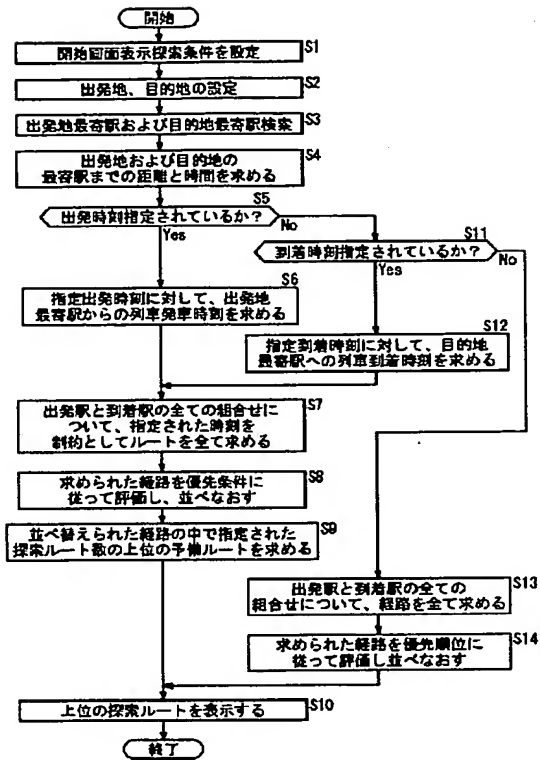 開始
開始画面表示探索条件を設定
S1
出発地、目的地の設定
S2
出発地最寄駅および目的地最寄駅検索
S3
出発地および目的地の
最寄駅までの距離と時間を求める
S4
出発時刻指定されているか?
S5
Yes
No
到着時刻指定されているか?
S11
Yes
No
指定出発時刻に対して、出発地
最寄駅からの列車発車時刻を求める
S6
指定到着時刻に対して、目的地
最寄駅への列車到着時刻を求める
S12
出発駅と到着駅の全ての組合せに
ついて、指定された時刻を
制約としてルートを全て求める
S7
求められた経路を優先条件に
従って評価し、並べなおす
S8
並べ替えられた経路の中で指定された
探索ルート数の上位の予備ルートを求める
S9
出発駅と到着駅の全ての
組合せについて、経路を全て求める
S13
求められた経路を優先順位に
従って評価し並べなおす
S14
上位の探索ルートを表示する
S10
終了